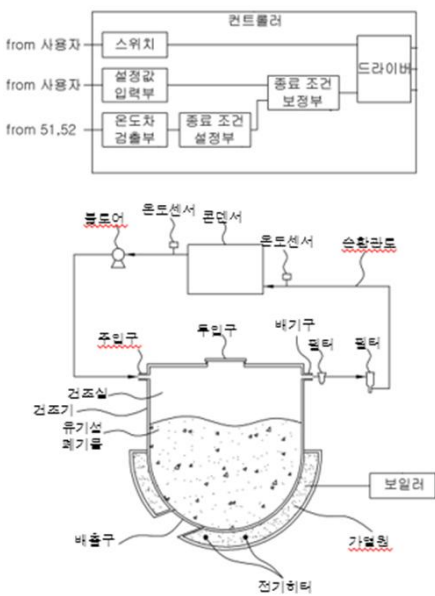 컨트롤러
from 사용자
스위치
드라이버
from 사용자
설정값
입력부
종료 조건
보정부
from 51,52
온도차
검출부
종료 조건
설정부
블로어
온도센서
콘덴서
온도센서
순환관로
주입구
투입구
배기구
필터
필터
건조실
건조기
유기성
폐기물
보일러
배출구
가열원
전기히터